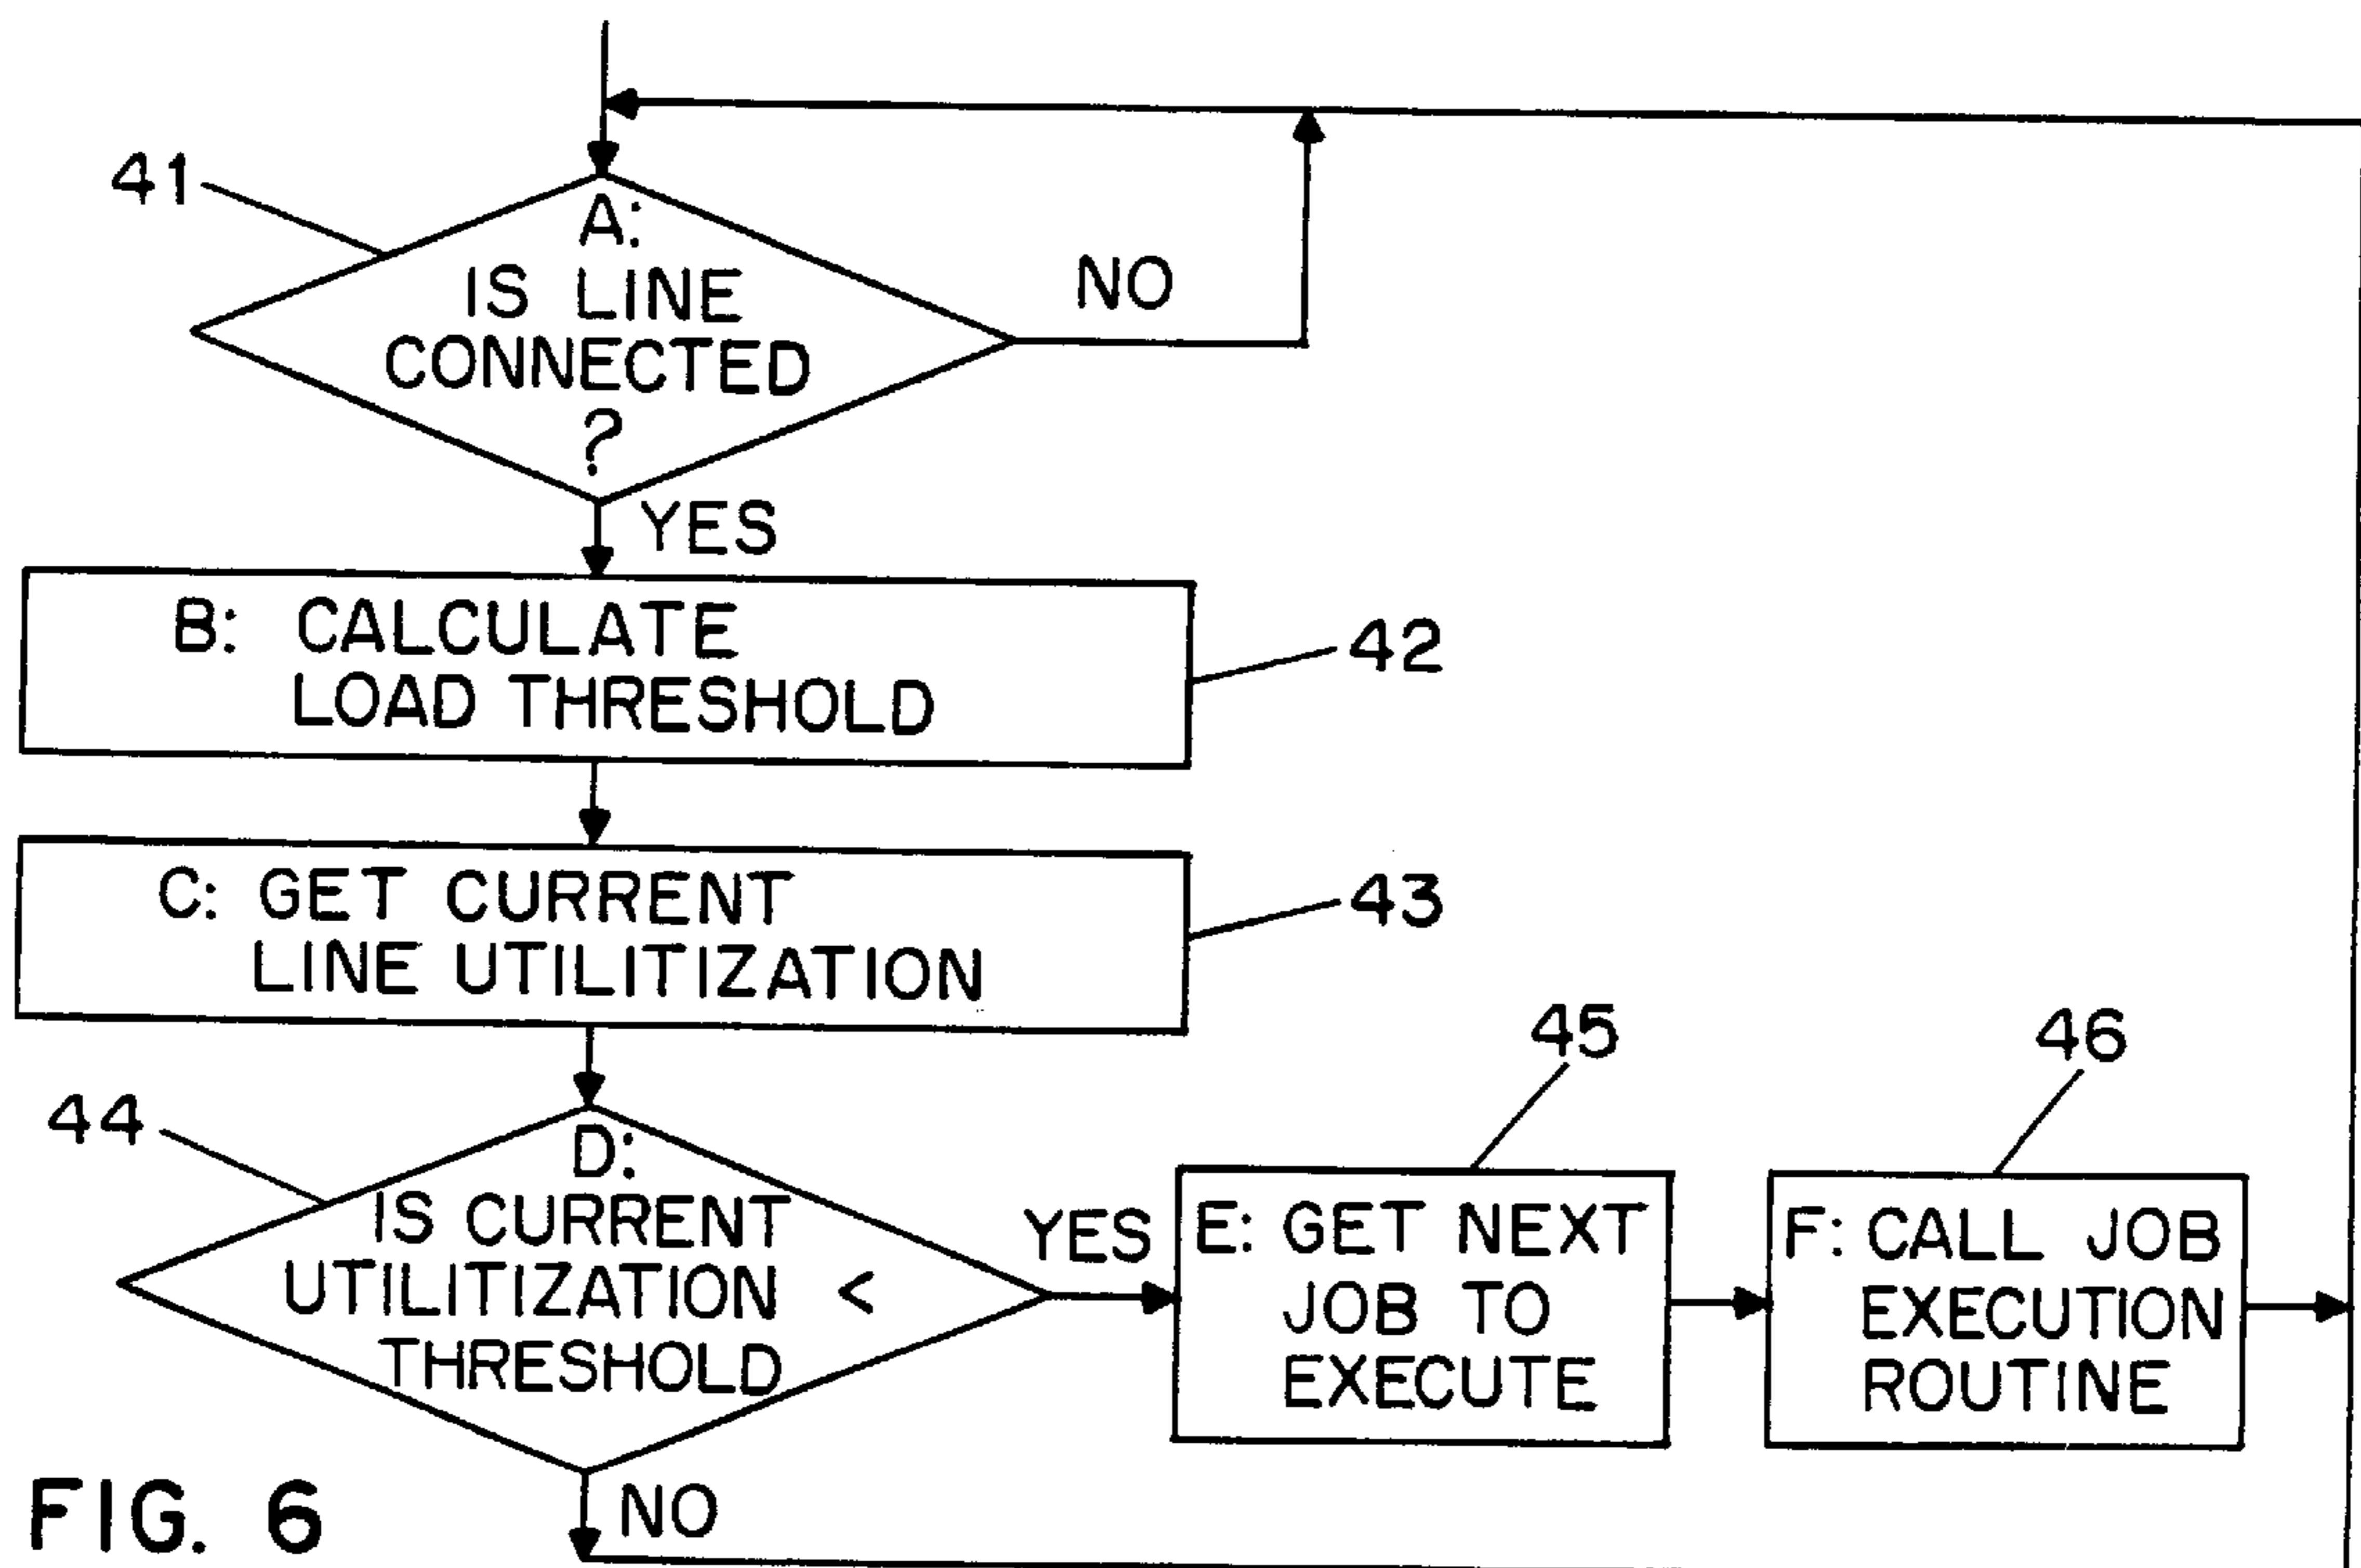 41
A:
IS LINE
CONNECTED
?
NO
YES
B: CALCULATE
LOAD THRESHOLD
42
C: GET CURRENT
LINE UTILITIZATION
43
44
D:
IS CURRENT
UTILITIZATION <
THRESHOLD
YES
45
E: GET NEXT
JOB TO
EXECUTE
46
F: CALL JOB
EXECUTION
ROUTINE
NO
FIG. 6